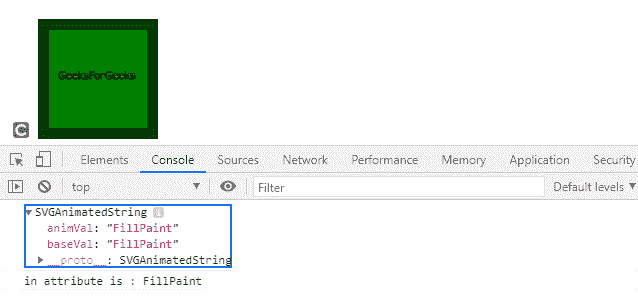 GeeksForGeeks
Elements Console Sources Network Performance Memory Application Security
top Filter Default levels
SVGAnimatedString i
animVal: "FillPaint"
baseVal: "FillPaint"
__proto__: SVGAnimatedString
in attribute is : FillPaint